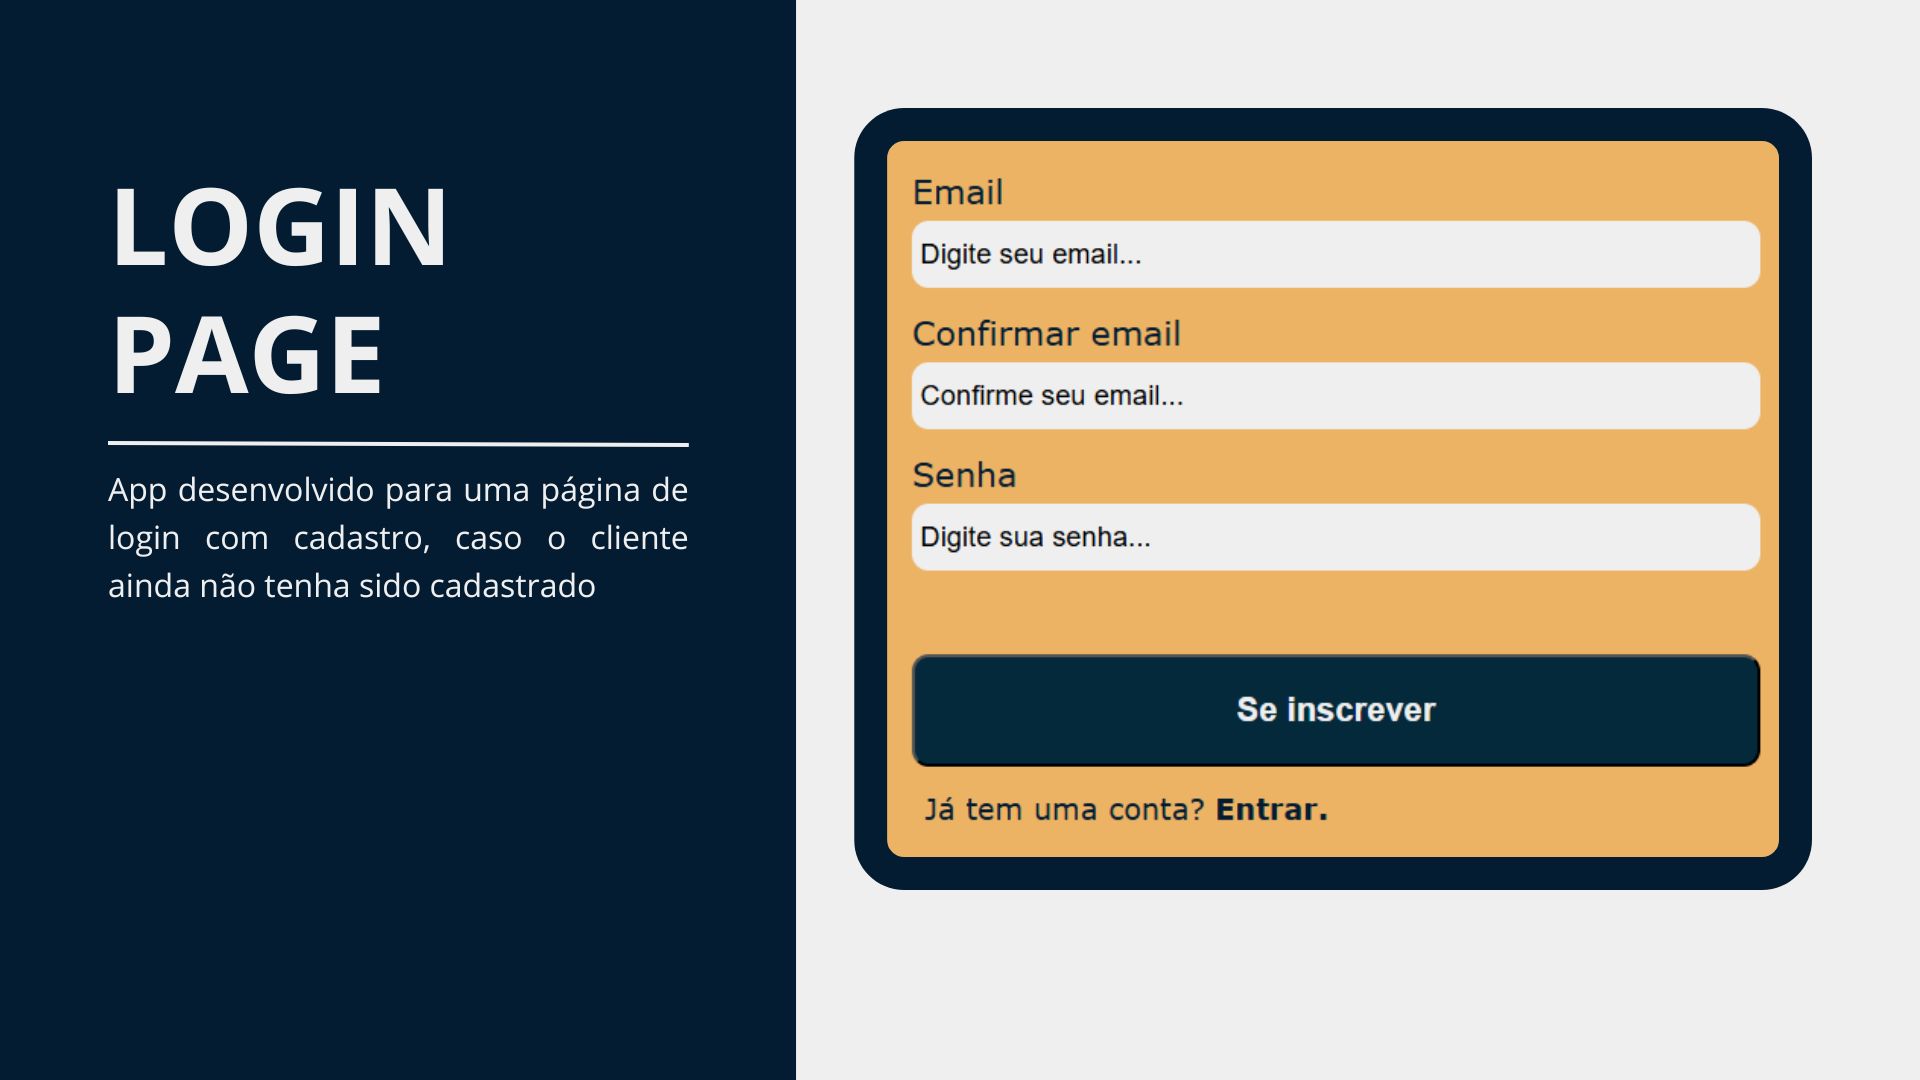 LOGIN
PAGE
App desenvolvido para uma página de
login com cadastro, caso o cliente
ainda não tenha sido cadastrado
Email
Digite seu email...
Confirmar email
Confirme seu email...
Senha
Digite sua senha...
Se inscrever
Já tem uma conta? Entrar.